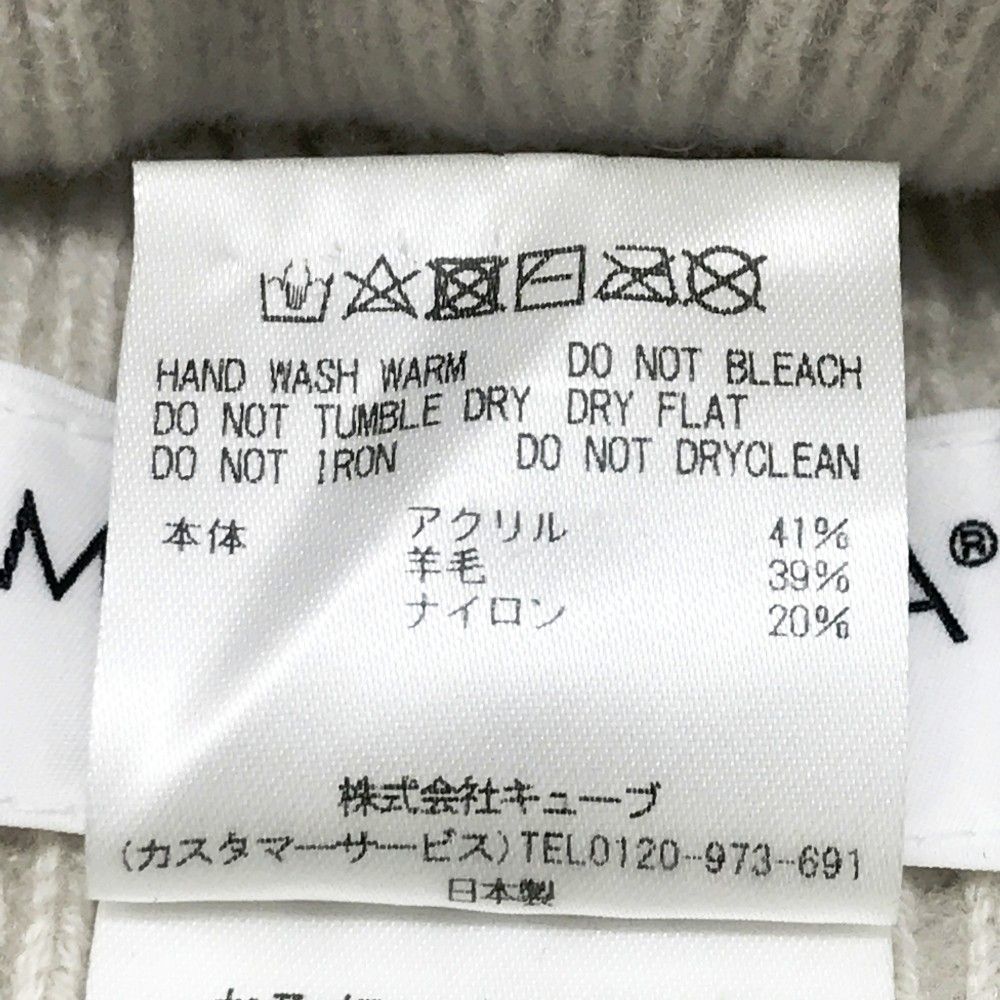 HAND WASH WARM DO NOT BLEACH
DO NOT TUMBLE DRY DRY FLAT
DO NOT IRON DO NOT DRYCLEAN
本体 アクリル 41%
羊毛 39%
ナイロン 20%
M A®
株式会社キューブ
(カスタマーサービス)TEL0120-973-691
日本製